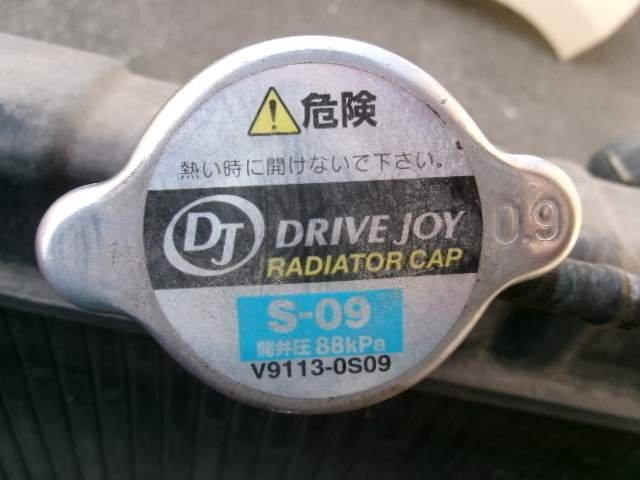 危険
熱い時に開けないで下さい。
DJ DRIVE JOY
RADIATOR CAP
0.9
S-09
開弁圧 88kPa
V9113-0S09